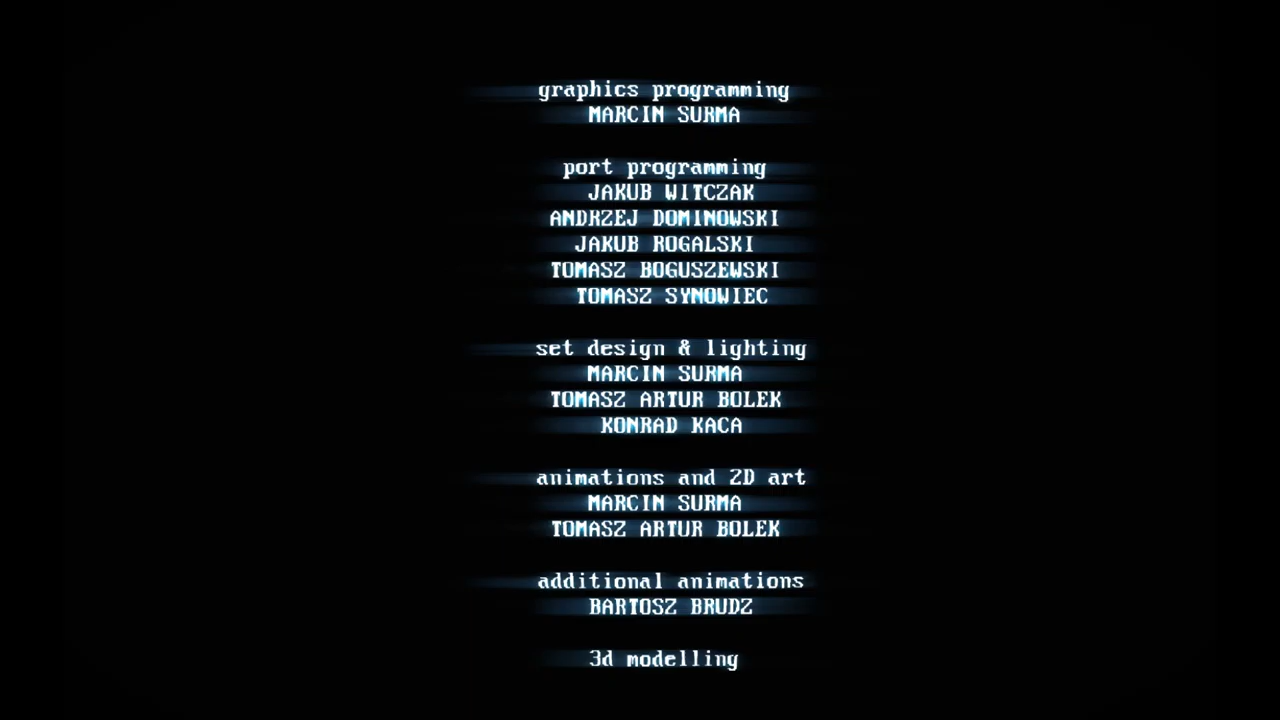 graphics programming
MARCIN SURMA
port programming
JAKUB WITCZAK
ANDRZEJ DOMINOWSKI
JAKUB ROGALSKI
TOMASZ BOGUSZEWSKI
TOMASZ SYNOWIEC
set design & lighting
MARCIN SURMA
TOMASZ ARTUR BOLEK
KONRAD KACA
animations and 2D art
MARCIN SURMA
TOMASZ ARTUR BOLEK
additional animations
BARTOSZ BRUDZ
3d modelling